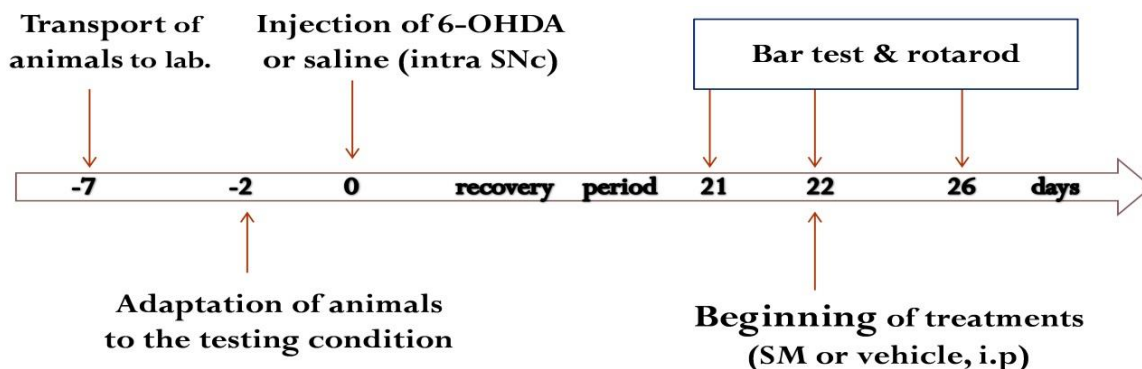 Transport of
animals to lab.
Injection of 6-OHDA
or saline (intra SNc)
Bar test & rotarod
-7 -2 0 recovery period 21 22 26 days
Adaptation of animals
to the testing condition
Beginning of treatments
(SM or vehicle, i.p)